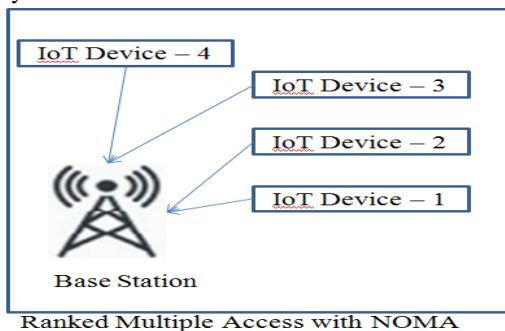 y
IoT Device – 4
IoT Device – 3
IoT Device – 2
IoT Device – 1
Base Station
Ranked Multiple Access with NOMA